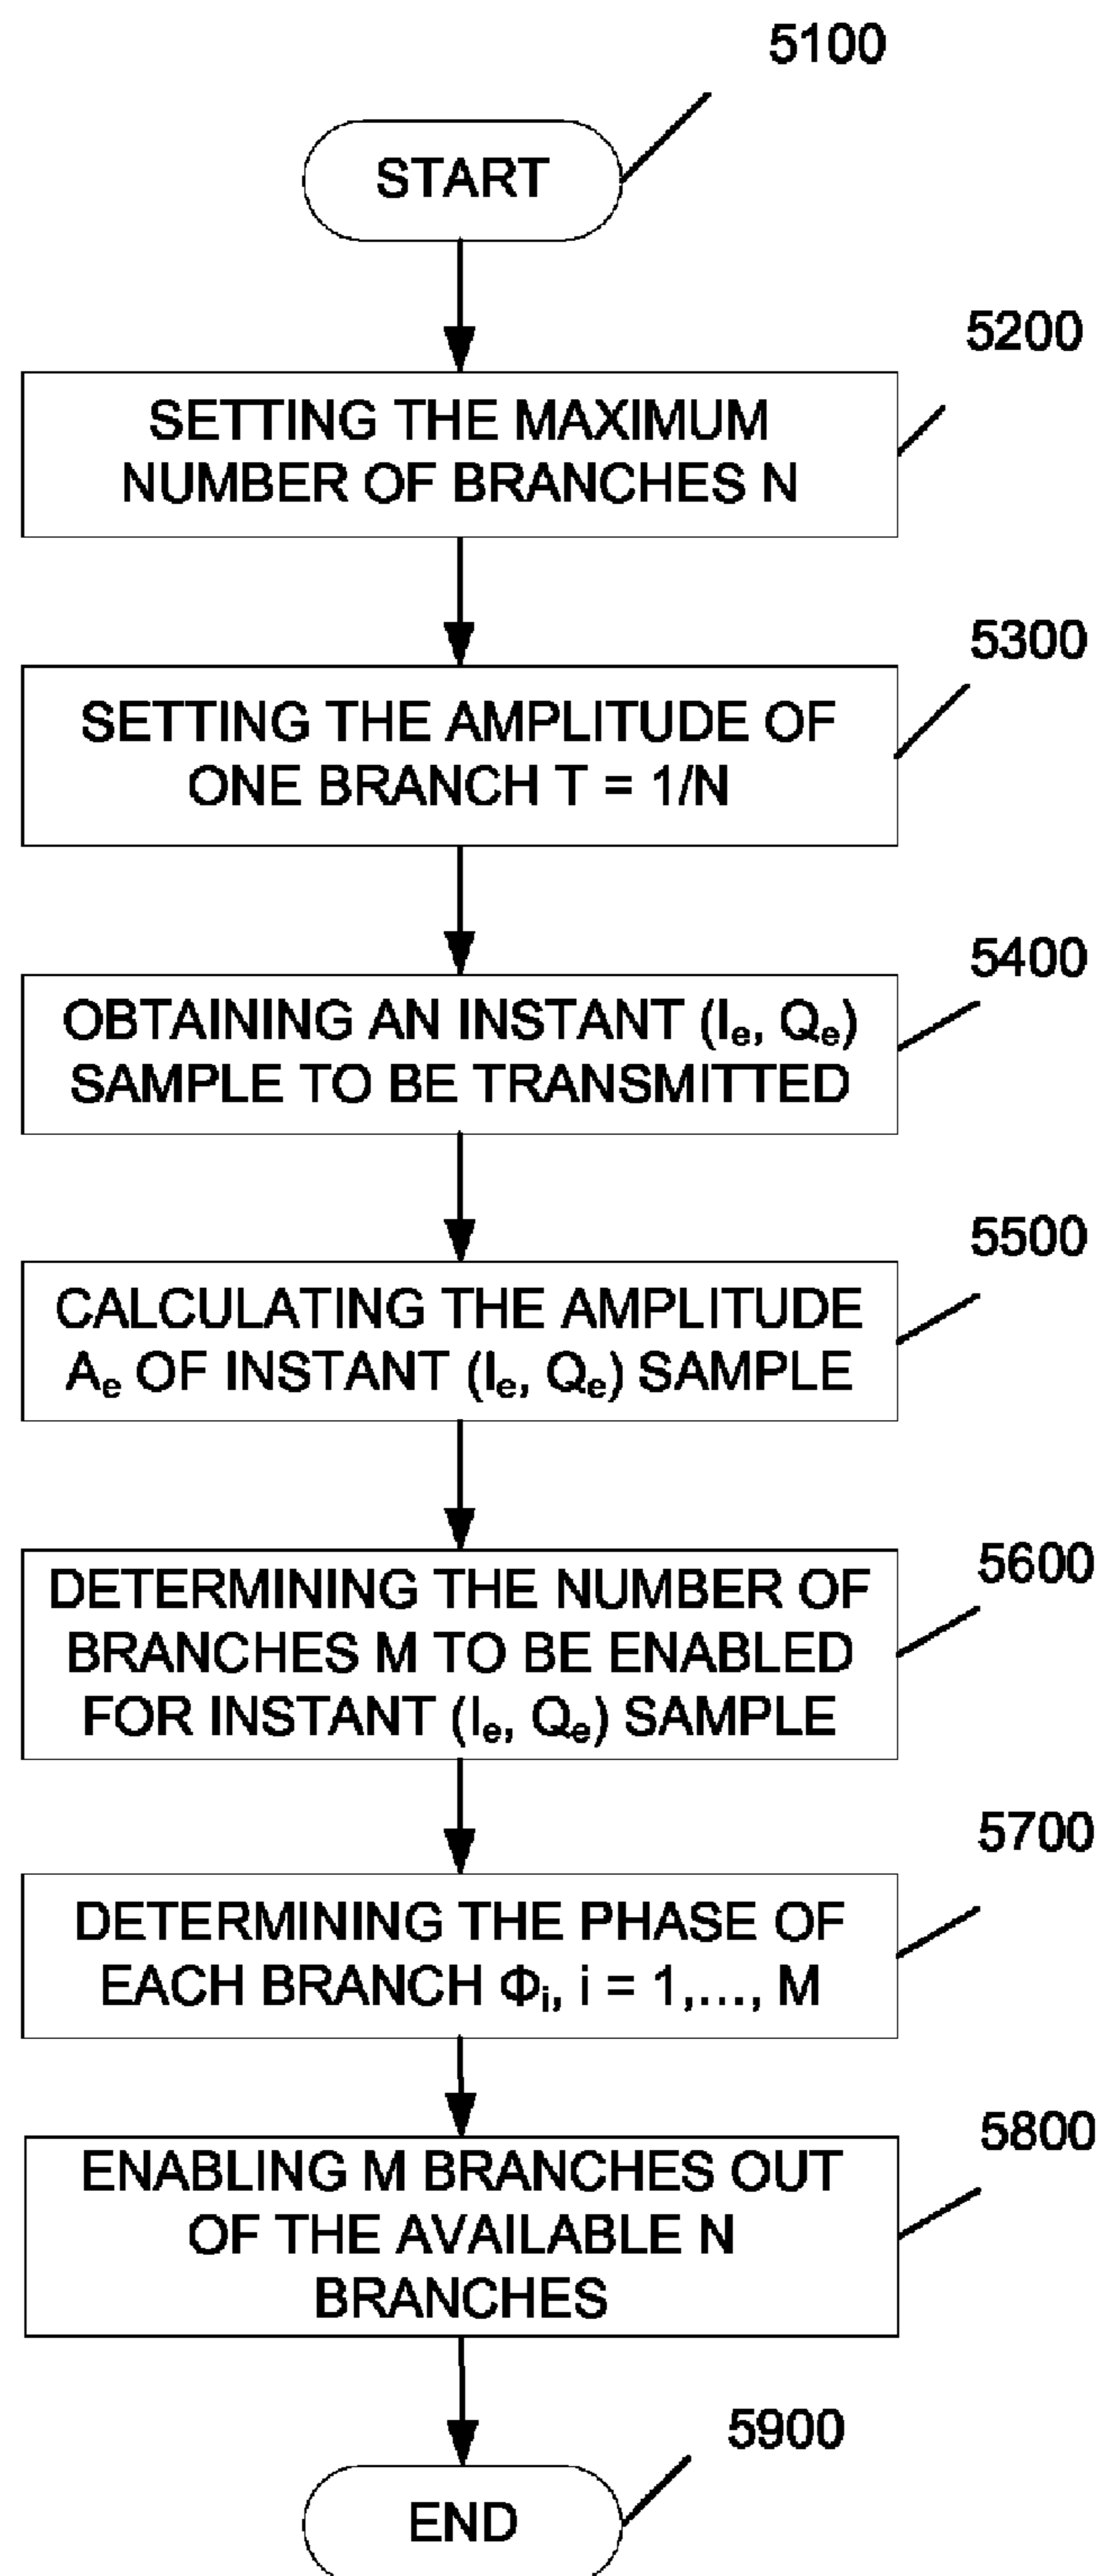 5100
START
5200
SETTING THE MAXIMUM
NUMBER OF BRANCHES N
5300
SETTING THE AMPLITUDE OF
ONE BRANCH T = 1/N
5400
OBTAINING AN INSTANT (Iₑ, Qₑ)
SAMPLE TO BE TRANSMITTED
5500
CALCULATING THE AMPLITUDE
Aₑ OF INSTANT (Iₑ, Qₑ) SAMPLE
5600
DETERMINING THE NUMBER OF
BRANCHES M TO BE ENABLED
FOR INSTANT (Iₑ, Qₑ) SAMPLE
5700
DETERMINING THE PHASE OF
EACH BRANCH Φᵢ, i = 1,..., M
5800
ENABLING M BRANCHES OUT
OF THE AVAILABLE N
BRANCHES
5900
END